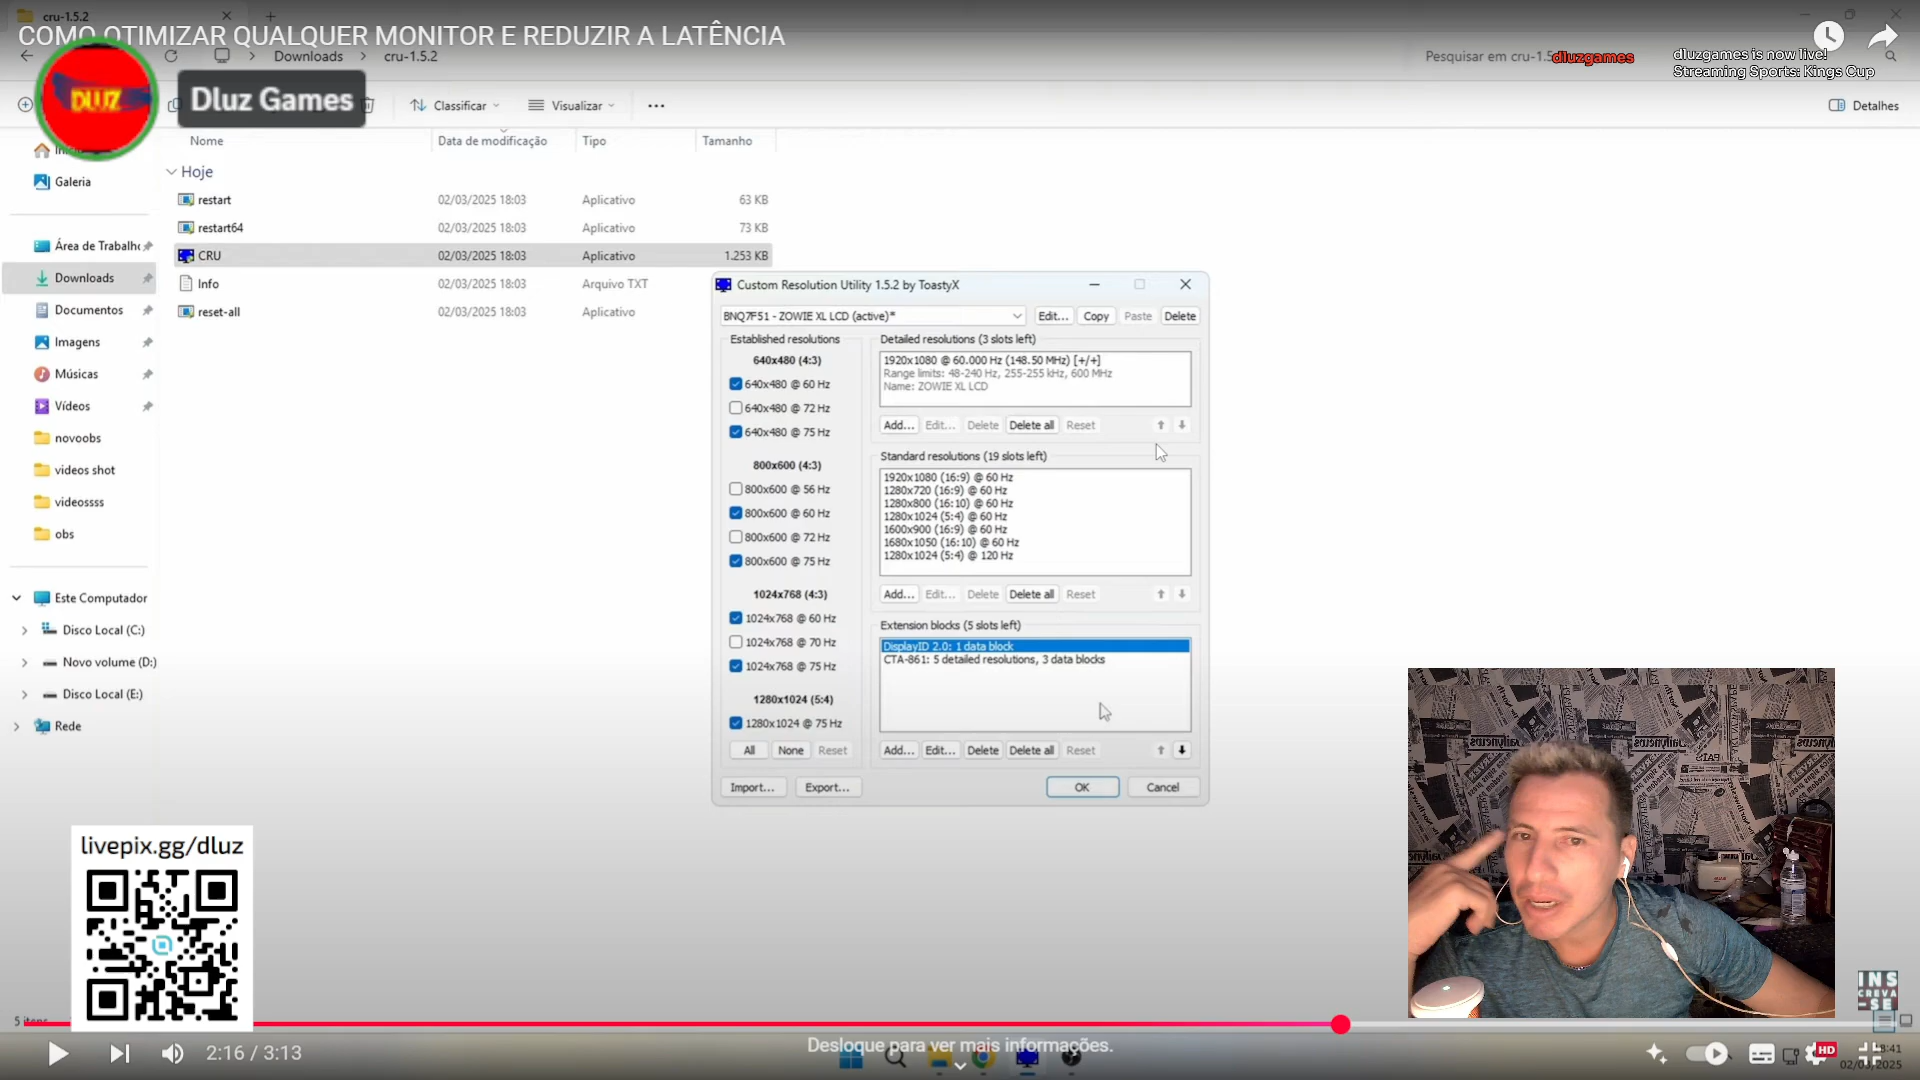 cru-1.5.2
COMO OTIMIZAR QUALQUER MONITOR E REDUZIR A LATÊNCIA
Downloads
cru-1.5.2
Pesquisar em cru-1.5
dluzgames
dluzgames is now live!
Streaming Sports: Kings Cup
DLUZ
Dluz Games
Classificar
Visualizar
Detalhes
Nome
Data de modificação
Tipo
Tamanho
Hoje
restart 02/03/2025 18:03 Aplicativo 63 KB
restart64 02/03/2025 18:03 Aplicativo 73 KB
CRU 02/03/2025 18:03 Aplicativo 1.253 KB
Info 02/03/2025 18:03 Arquivo TXT
reset-all 02/03/2025 18:03 Aplicativo
Galeria
Área de Trabalho
Downloads
Documentos
Imagens
Músicas
Vídeos
novoobs
videos shot
videossss
obs
Este Computador
Disco Local (C:)
Novo volume (D:)
Disco Local (E:)
Rede
Custom Resolution Utility 1.5.2 by ToastyX
BNQ7F51 - ZOWIE XL LCD (active)*
Edit...
Copy
Paste
Delete
Established resolutions
640x480 (4:3)
640x480 @ 60 Hz
640x480 @ 72 Hz
640x480 @ 75 Hz
800x600 (4:3)
800x600 @ 56 Hz
800x600 @ 60 Hz
800x600 @ 72 Hz
800x600 @ 75 Hz
1024x768 (4:3)
1024x768 @ 60 Hz
1024x768 @ 70 Hz
1024x768 @ 75 Hz
1280x1024 (5:4)
1280x1024 @ 75 Hz
All
None
Reset
Detailed resolutions (3 slots left)
1920x1080 @ 60.000 Hz (148.50 MHz) [+/+]
Range limits: 48-240 Hz, 255-255 kHz, 600 MHz
Name: ZOWIE XL LCD
Add...
Edit...
Delete
Delete all
Reset
Standard resolutions (19 slots left)
1920x1080 (16:9) @ 60 Hz
1280x720 (16:9) @ 60 Hz
1280x800 (16:10) @ 60 Hz
1280x1024 (5:4) @ 60 Hz
1600x900 (16:9) @ 60 Hz
1680x1050 (16:10) @ 60 Hz
1280x1024 (5:4) @ 120 Hz
Add...
Edit...
Delete
Delete all
Reset
Extension blocks (5 slots left)
DisplayID 2.0: 1 data block
CTA-861: 5 detailed resolutions, 3 data blocks
Add...
Edit...
Delete
Delete all
Reset
Import...
Export...
OK
Cancel
livepix.gg/dluz
INS
CREVA
-SE
5 itens
2:16 / 3:13
Desloque para ver mais informações.
HD
02/03/2025